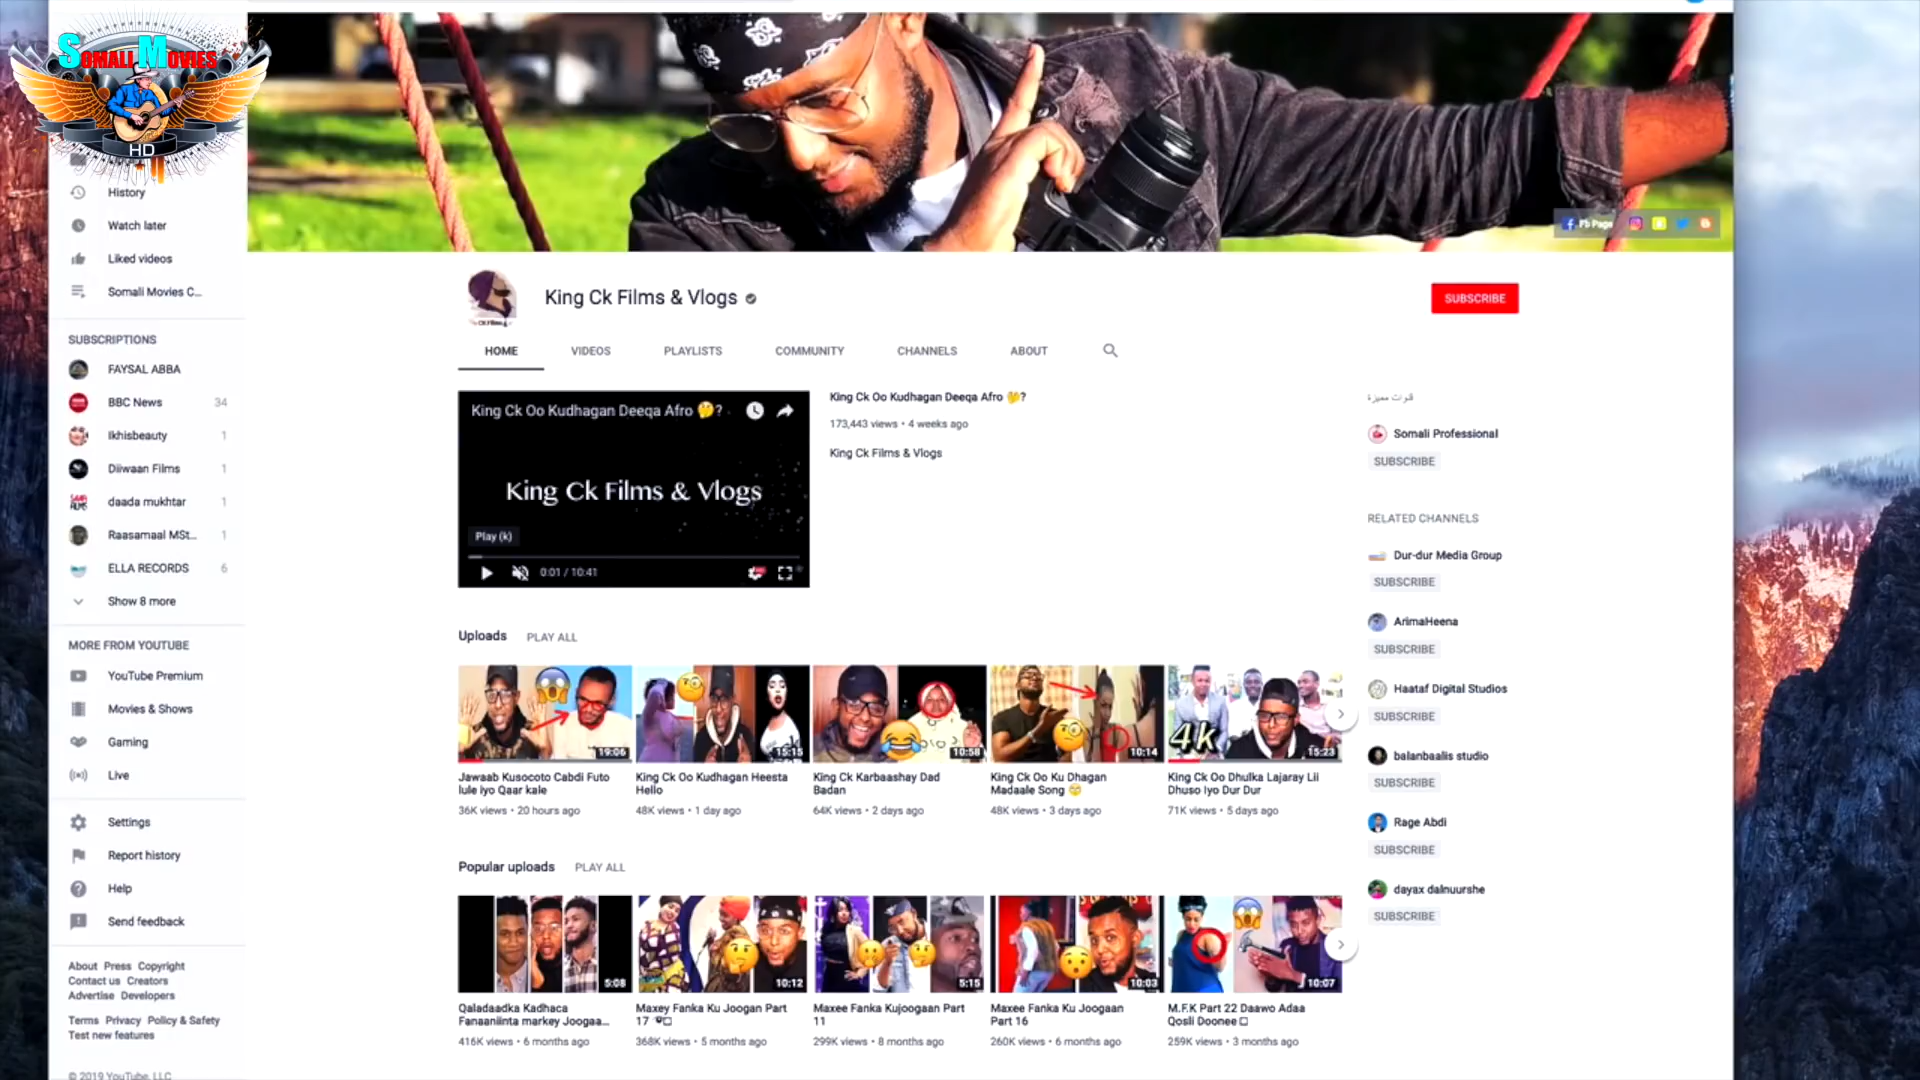 SOMALI MOVIES
HD
History
Watch later
Liked videos
Somali Movies C...
SUBSCRIPTIONS
FAYSAL ABBA
BBC News 34
Ikhisbeauty 1
Diiwaan Films 1
daada mukhtar 1
Raasamaal MSt... 1
ELLA RECORDS 6
Show 8 more
MORE FROM YOUTUBE
YouTube Premium
Movies & Shows
Gaming
Live
Settings
Report history
Help
Send feedback
About Press Copyright
Contact us Creators
Advertise Developers
Terms Privacy Policy & Safety
Test new features
© 2019 YouTube, LLC
Fb Page
King Ck Films & Vlogs
SUBSCRIBE
HOME VIDEOS PLAYLISTS COMMUNITY CHANNELS ABOUT
King Ck Oo Kudhagan Deeqa Afro 🤔?
King Ck Films & Vlogs
Play (k)
0:01 / 10:41
King Ck Oo Kudhagan Deeqa Afro 🤔?
173,443 views • 4 weeks ago
King Ck Films & Vlogs
Uploads PLAY ALL
19:06 15:15 10:58 10:14 4k 15:23
Jawaab Kusocoto Cabdi Futo
lule iyo Qaar kale
36K views • 20 hours ago
King Ck Oo Kudhagan Heesta
Hello
48K views • 1 day ago
King Ck Karbaashay Dad
Badan
64K views • 2 days ago
King Ck Oo Ku Dhagan
Madaale Song
48K views • 3 days ago
King Ck Oo Dhulka Lajaray Lii
Dhuso Iyo Dur Dur
71K views • 5 days ago
Popular uploads PLAY ALL
5:08 10:12 5:15 10:03 10:07
Qaladaadka Kadhaca
Fanaaniinta markey Joogaa...
416K views • 6 months ago
Maxey Fanka Ku Joogan Part
17
368K views • 5 months ago
Maxee Fanka Kujoogaan Part
11
299K views • 8 months ago
Maxee Fanka Ku Joogaan
Part 16
260K views • 6 months ago
M.F.K Part 22 Daawo Adaa
Qosli Doonee
259K views • 3 months ago
قنوات مميزة
Somali Professional
SUBSCRIBE
RELATED CHANNELS
Dur-dur Media Group
SUBSCRIBE
ArimaHeena
SUBSCRIBE
Haataf Digital Studios
SUBSCRIBE
balanbaalis studio
SUBSCRIBE
Rage Abdi
SUBSCRIBE
dayax dalnuurshe
SUBSCRIBE